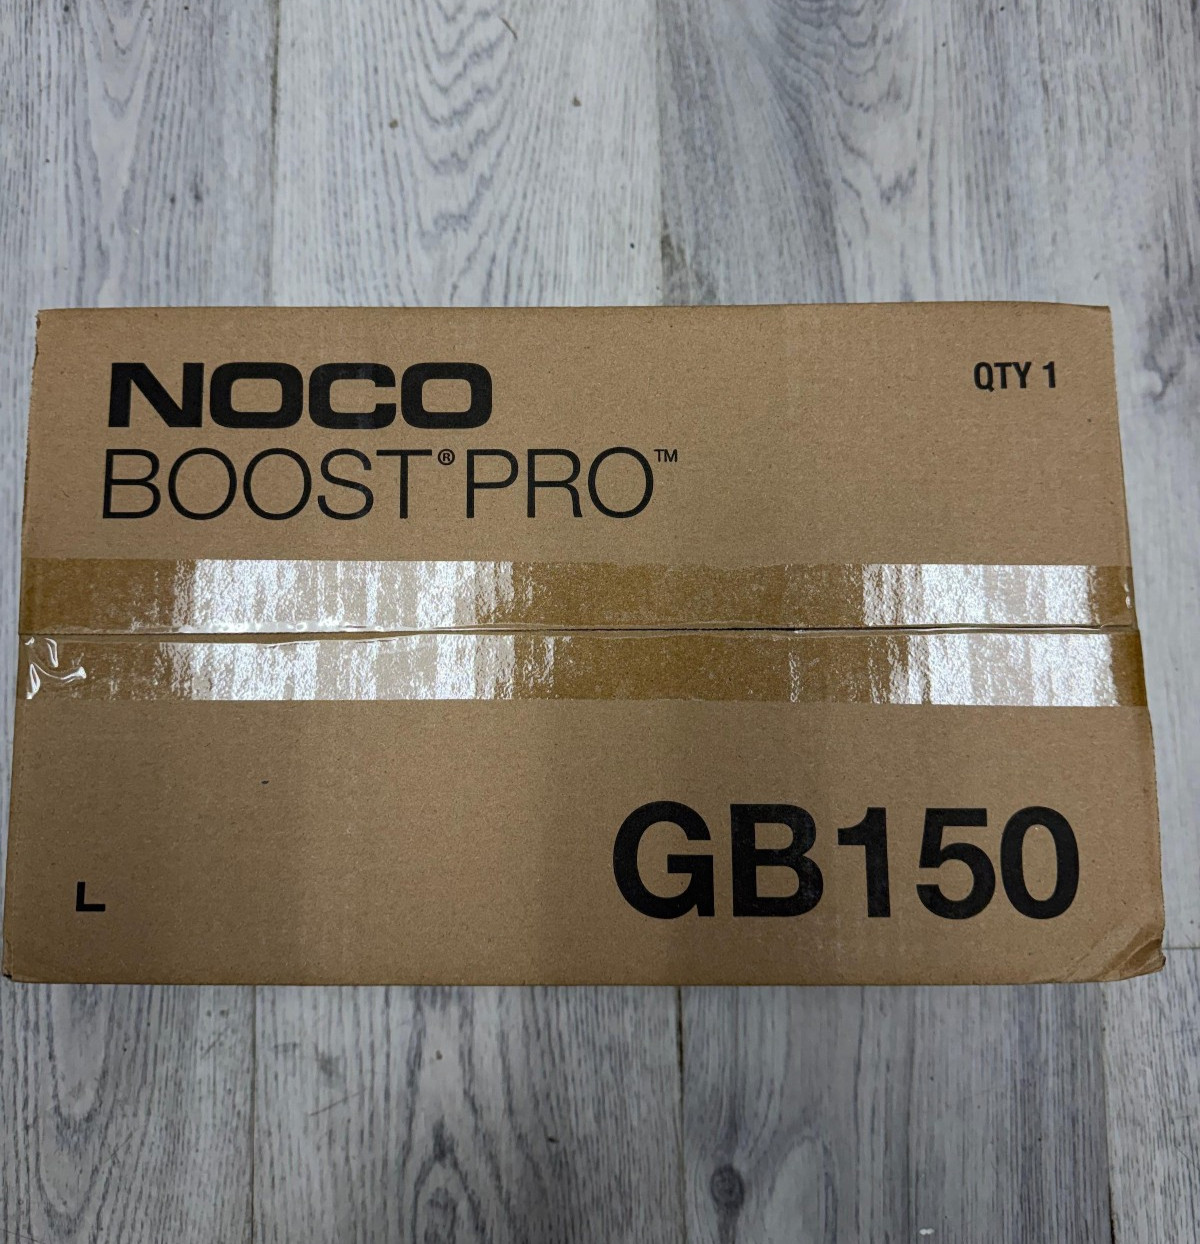 NOCO
QTY 1
BOOST® PRO™
GB150
L